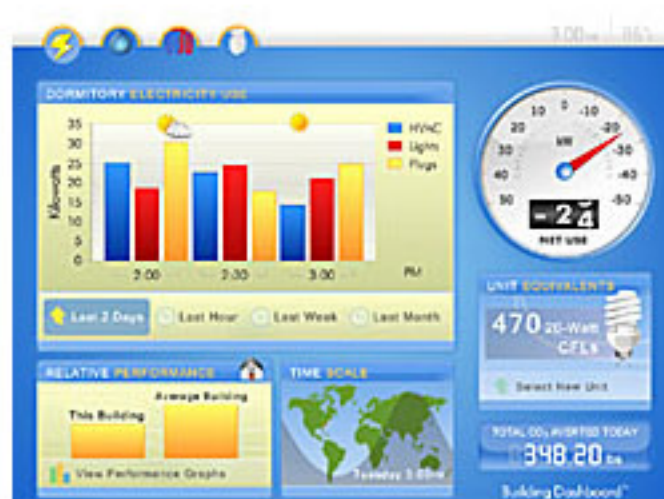 3:00
DORMITORY ELECTRICITY USE
35
30
25
20
15
10
5
0
Kilowatts
HVAC
Lights
Plugs
2:00
2:30
3:00
PM
Last 2 Days
Last Hour
Last Week
Last Month
10 0 -10
20 -20
30 -30
40 -40
50 -50
kW
-24
NET USE
UNIT EQUIVALENTS
470 20-Watt
CFLs
Select New Unit
RELATIVE PERFORMANCE
This Building
Average Building
View Performance Graphs
TIME SCALE
Tuesday 3:00
TOTAL CO₂ AVERTED TODAY
348.20 lbs
Building Dashboard™